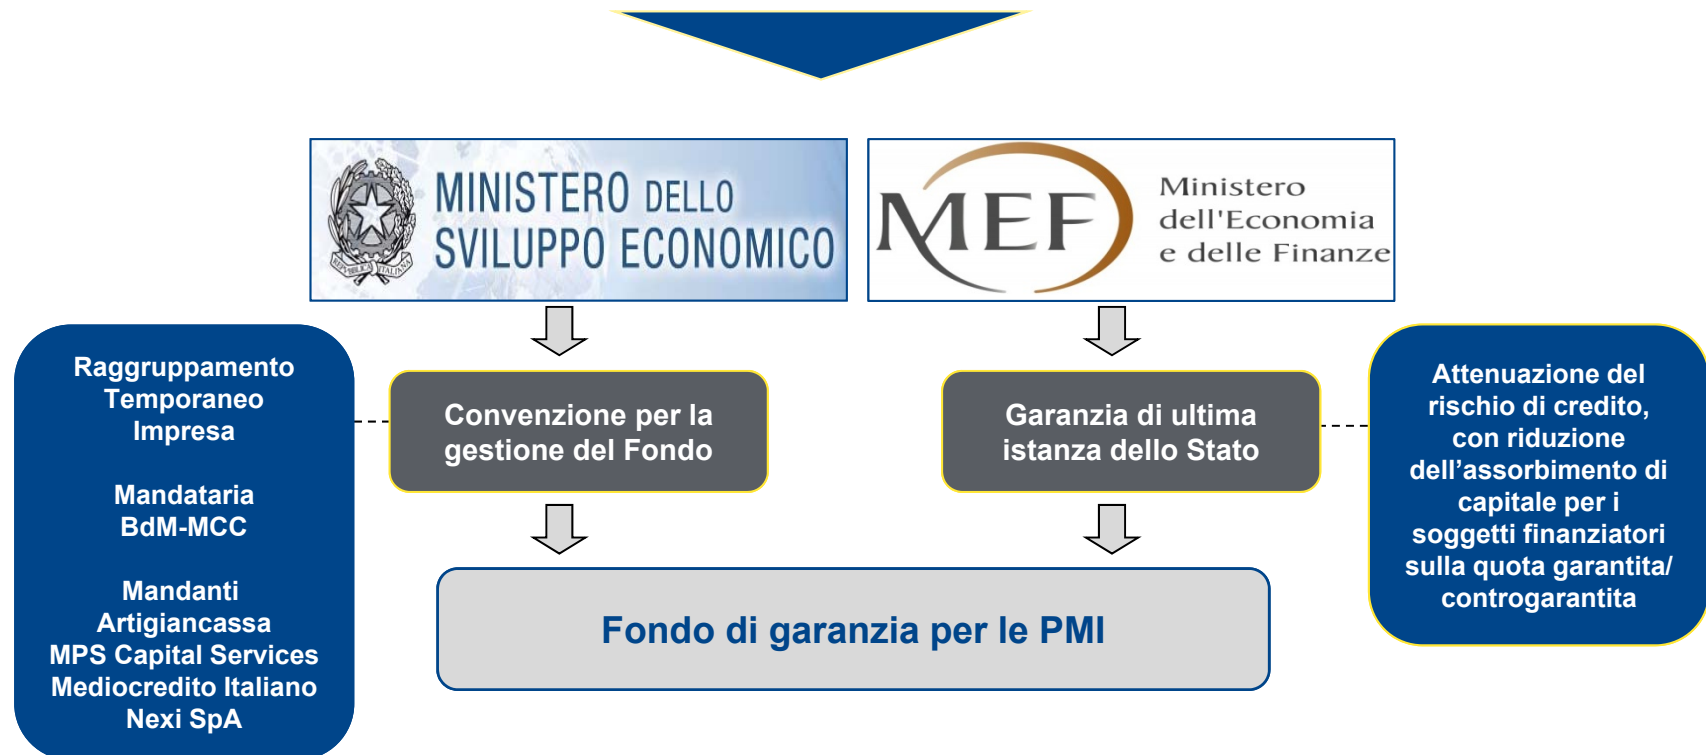 MINISTERO DELLO
SVILUPPO ECONOMICO
REPVBBLICA ITALIANA
MEF
Ministero
dell'Economia
e delle Finanze
Raggruppamento
Temporaneo
Impresa
Mandataria
BdM-MCC
Mandanti
Artigiancassa
MPS Capital Services
Mediocredito Italiano
Nexi SpA
Convenzione per la
gestione del Fondo
Garanzia di ultima
istanza dello Stato
Attenuazione del
rischio di credito,
con riduzione
dell’assorbimento di
capitale per i
soggetti finanziatori
sulla quota garantita/
controgarantita
Fondo di garanzia per le PMI